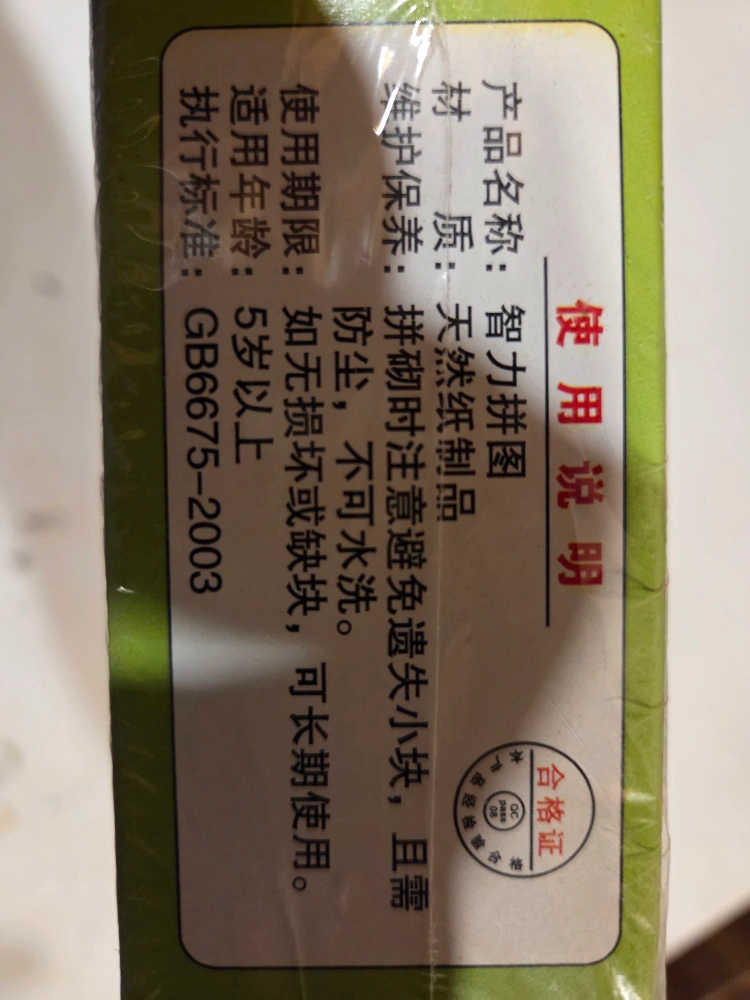 使用说明
产品名称：智力拼图
材 质：天然纸制品
维护保养：拼砌时注意避免遗失小块，且需
防尘，不可水洗。
使用期限：如无损坏或缺块，可长期使用。
适用年龄：5岁以上
执行标准：GB6675-2003
合格证
QC
pass
08